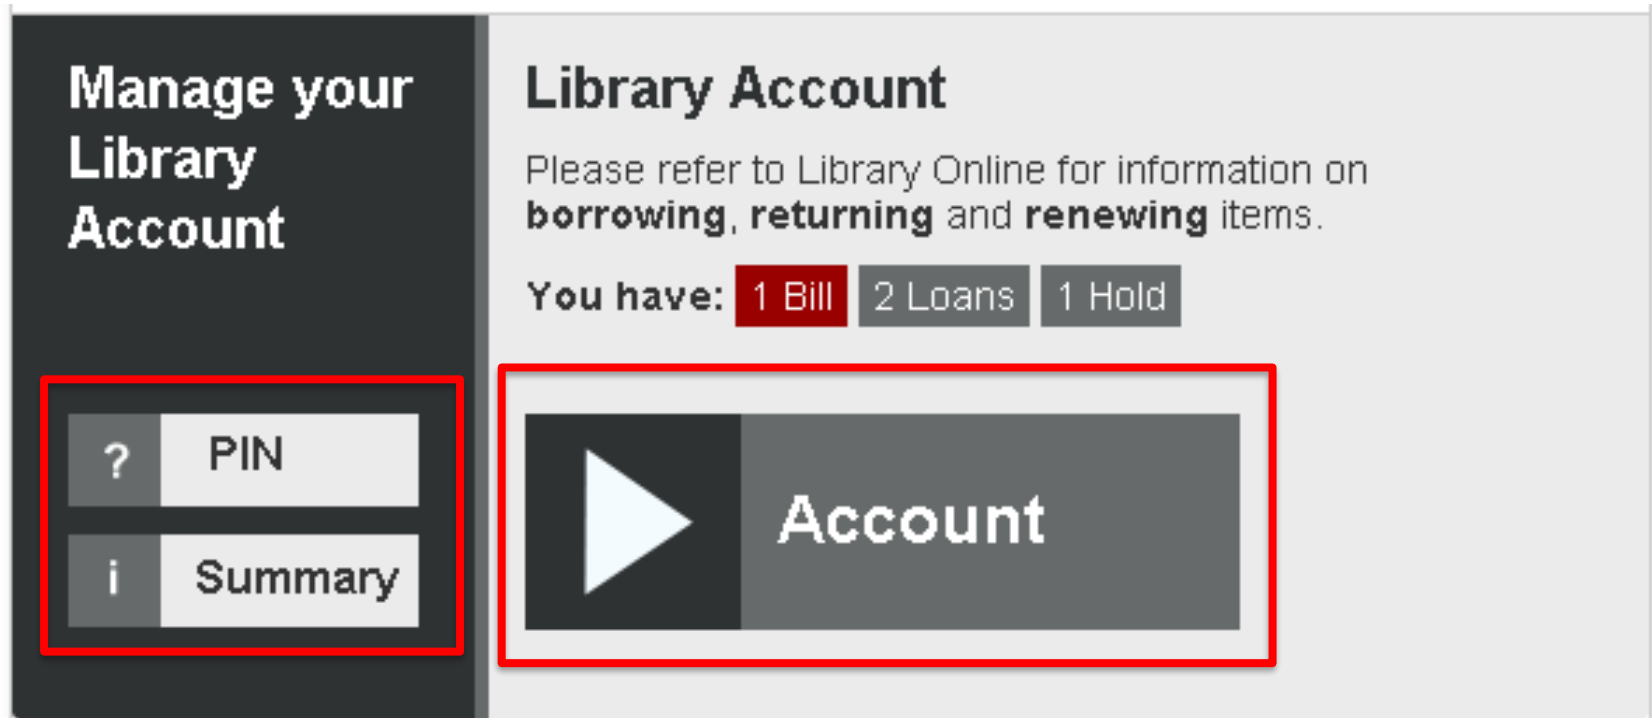 Manage your
Library
Account
? PIN
i Summary
Library Account
Please refer to Library Online for information on
borrowing, returning and renewing items.
You have: 1 Bill 2 Loans 1 Hold
Account